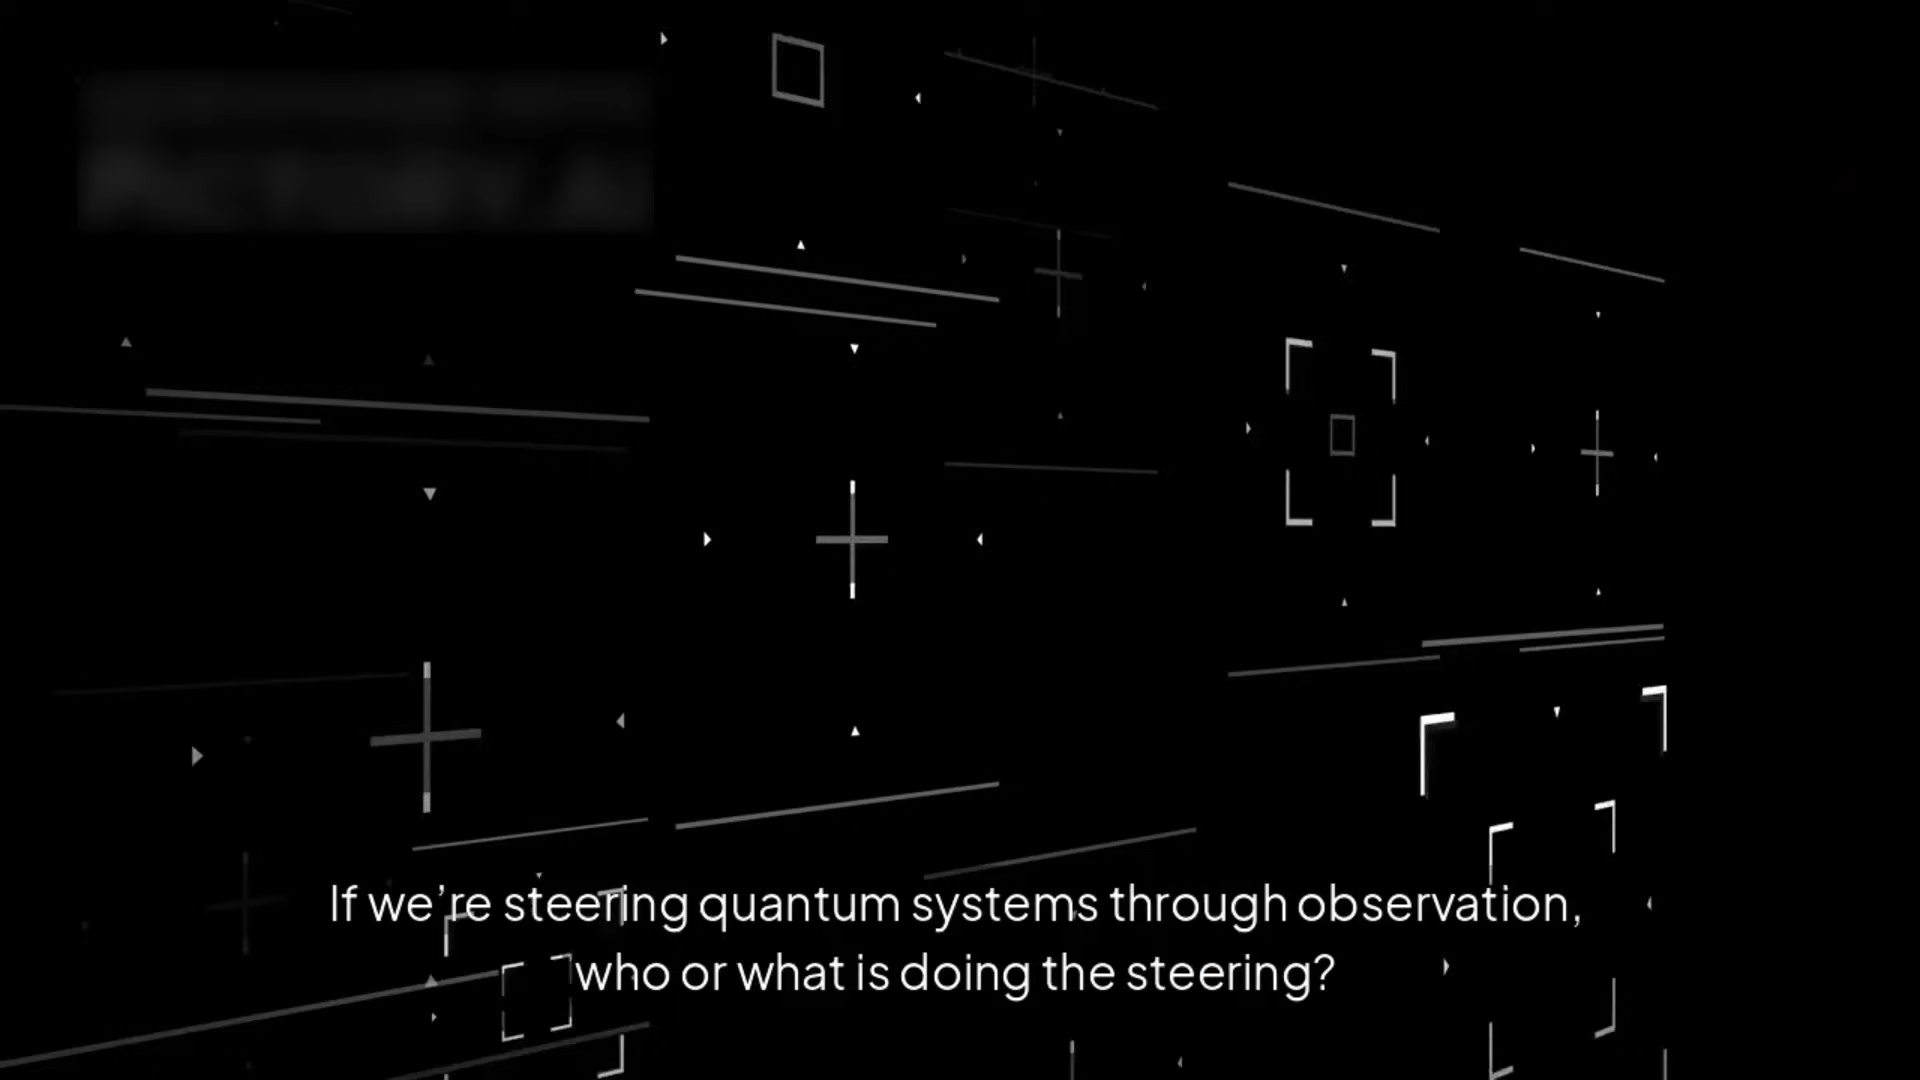 If we’re steering quantum systems through observation,
who or what is doing the steering?